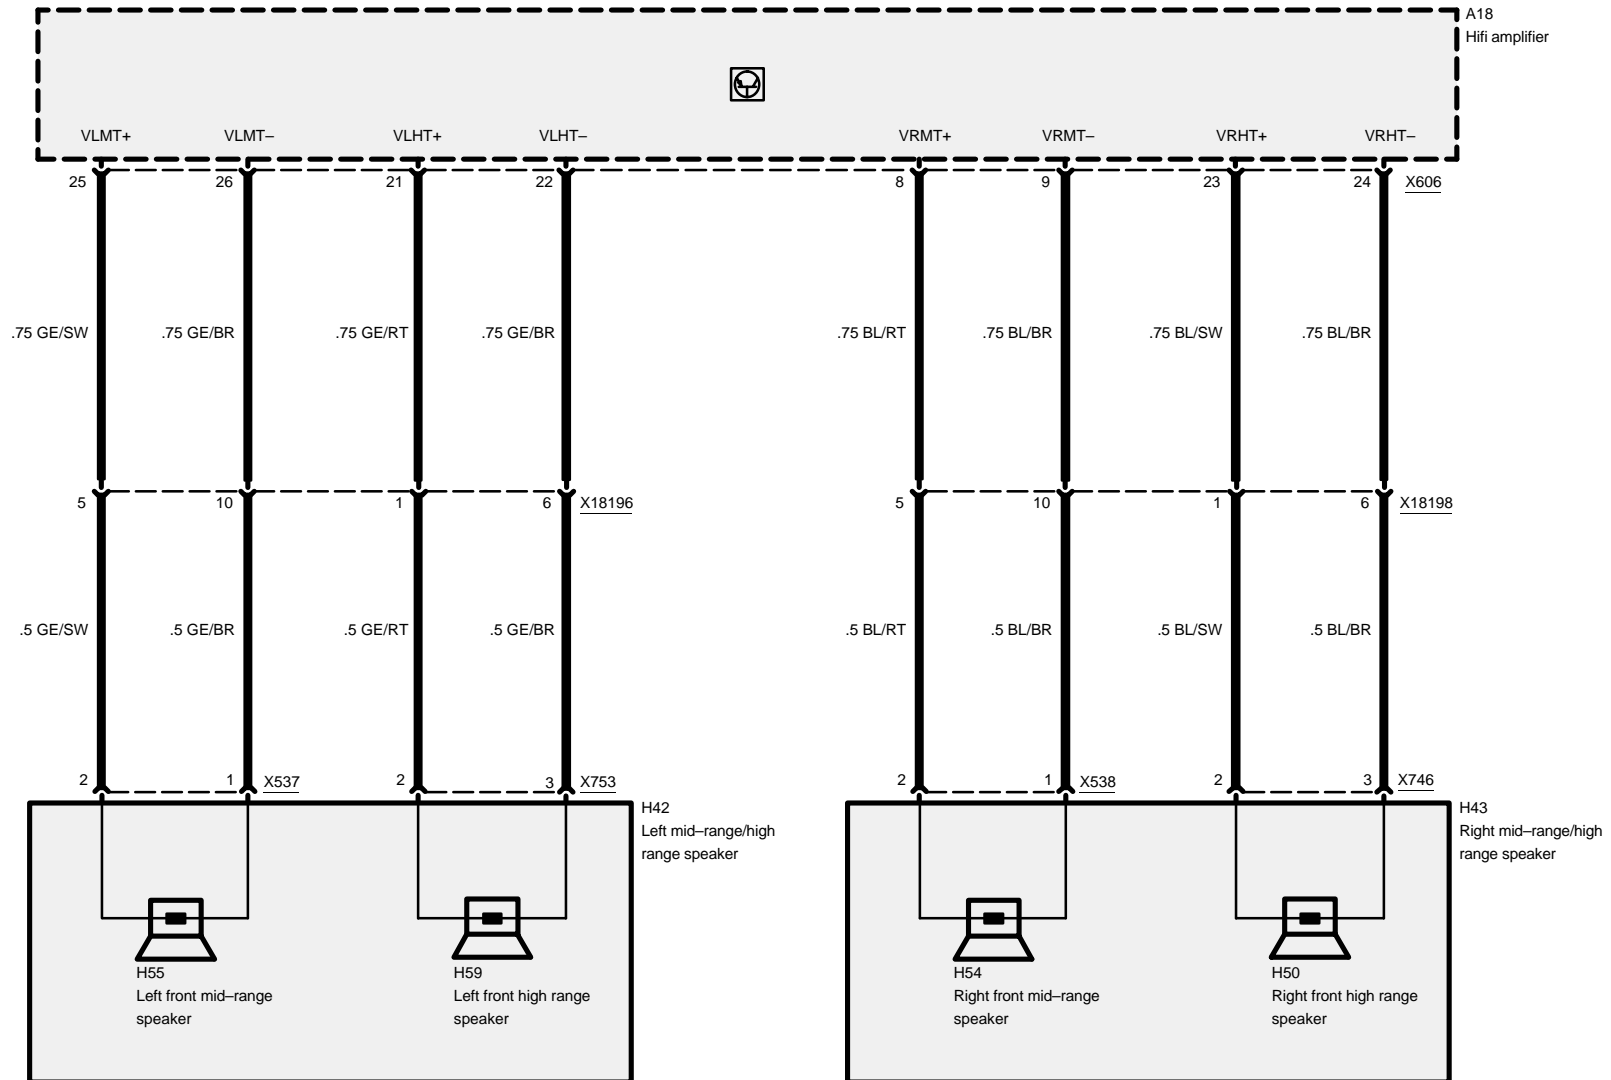 A18
Hifi amplifier
VLMT+ VLMT– VLHT+ VLHT– VRMT+ VRMT– VRHT+ VRHT–
25 26 21 22 8 9 23 24 X606
.75 GE/SW .75 GE/BR .75 GE/RT .75 GE/BR .75 BL/RT .75 BL/BR .75 BL/SW .75 BL/BR
5 10 1 6 X18196 5 10 1 6 X18198
.5 GE/SW .5 GE/BR .5 GE/RT .5 GE/BR .5 BL/RT .5 BL/BR .5 BL/SW .5 BL/BR
2 1 X537 2 3 X753 2 1 X538 2 3 X746
H42
Left mid–range/high
range speaker
H43
Right mid–range/high
range speaker
H55
Left front mid–range
speaker
H59
Left front high range
speaker
H54
Right front mid–range
speaker
H50
Right front high range
speaker